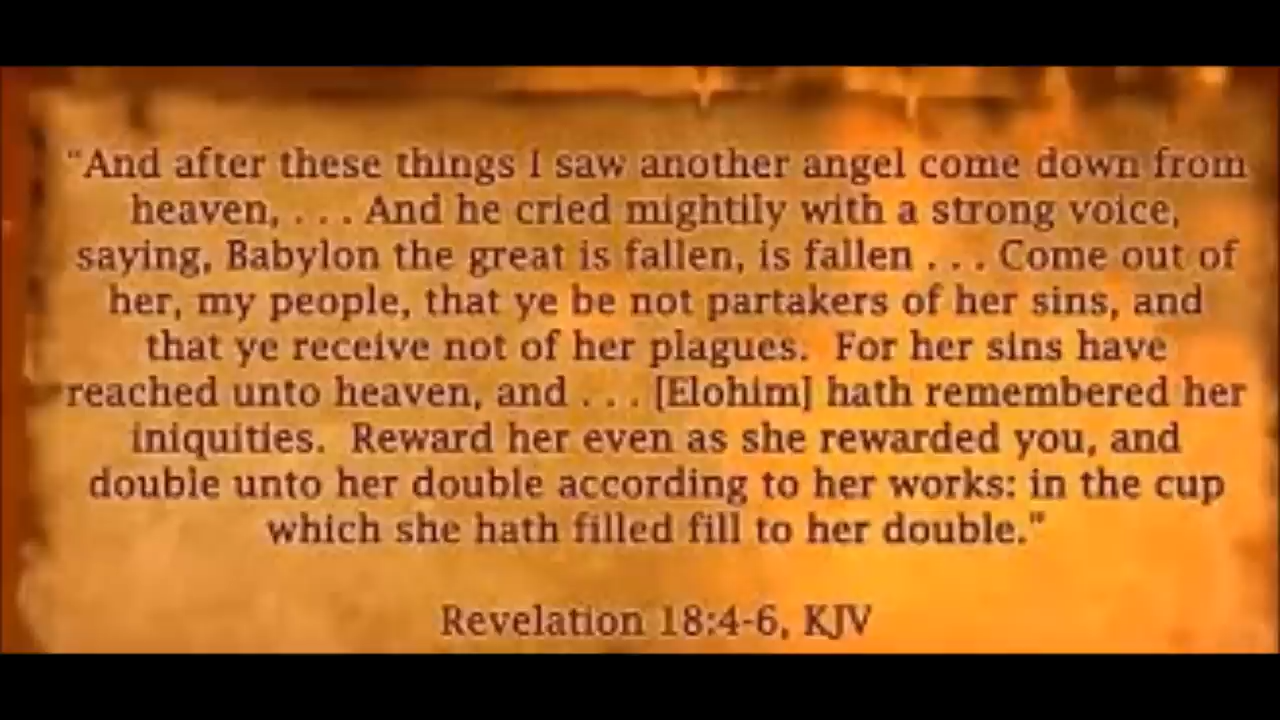 “And after these things I saw another angel come down from
heaven, . . . And he cried mightily with a strong voice,
saying, Babylon the great is fallen, is fallen . . . Come out of
her, my people, that ye be not partakers of her sins, and
that ye receive not of her plagues.  For her sins have
reached unto heaven, and . . . [Elohim] hath remembered her
iniquities.  Reward her even as she rewarded you, and
double unto her double according to her works: in the cup
which she hath filled fill to her double.”
Revelation 18:4-6, KJV